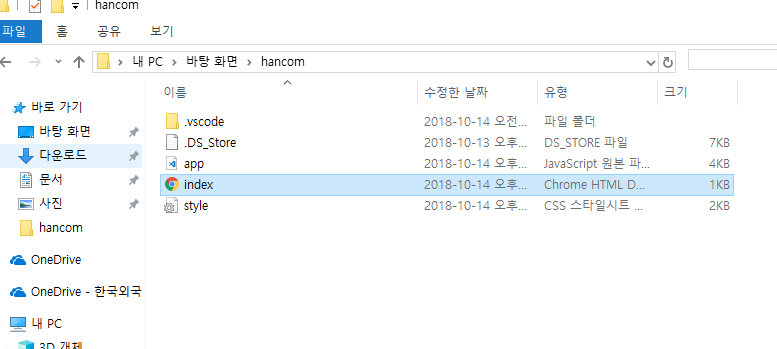 hancom
파일 홈 공유 보기
내 PC 바탕 화면 hancom
이름 수정한 날짜 유형 크기
바로 가기
바탕 화면
다운로드
문서
사진
hancom
OneDrive
OneDrive - 한국외국
내 PC
3D 개체
.vscode 2018-10-14 오전... 파일 폴더
.DS_Store 2018-10-13 오후... DS_STORE 파일 7KB
app 2018-10-14 오후... JavaScript 원본 파... 4KB
index 2018-10-14 오후... Chrome HTML D... 1KB
style 2018-10-14 오후... CSS 스타일시트 ... 2KB